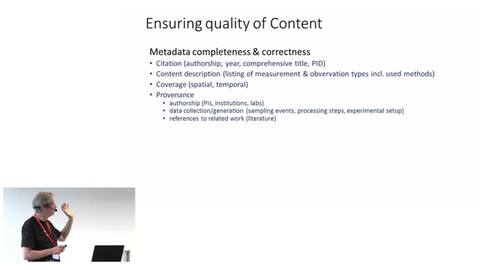 Ensuring quality of Content
Metadata completeness & correctness
• Citation (authorship, year, comprehensive title, PID)
• Content description (listing of measurement & observation types incl. used methods)
• Coverage (spatial, temporal)
• Provenance
• authorship (PIs, institutions, labs)
• data collection/generation (sampling events, processing steps, experimental setup)
• references to related work (literature)